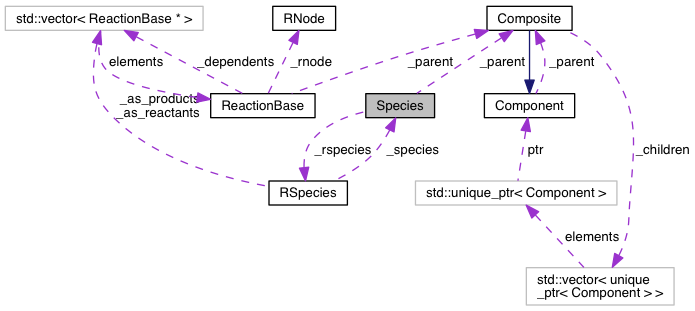 std::vector< ReactionBase * >
RNode
Composite
elements
_dependents
_rnode
_parent
_parent
_parent
_as_products
_as_reactants
ReactionBase
Species
Component
_rspecies
_species
ptr
_children
RSpecies
std::unique_ptr< Component >
elements
std::vector< unique
_ptr< Component > >